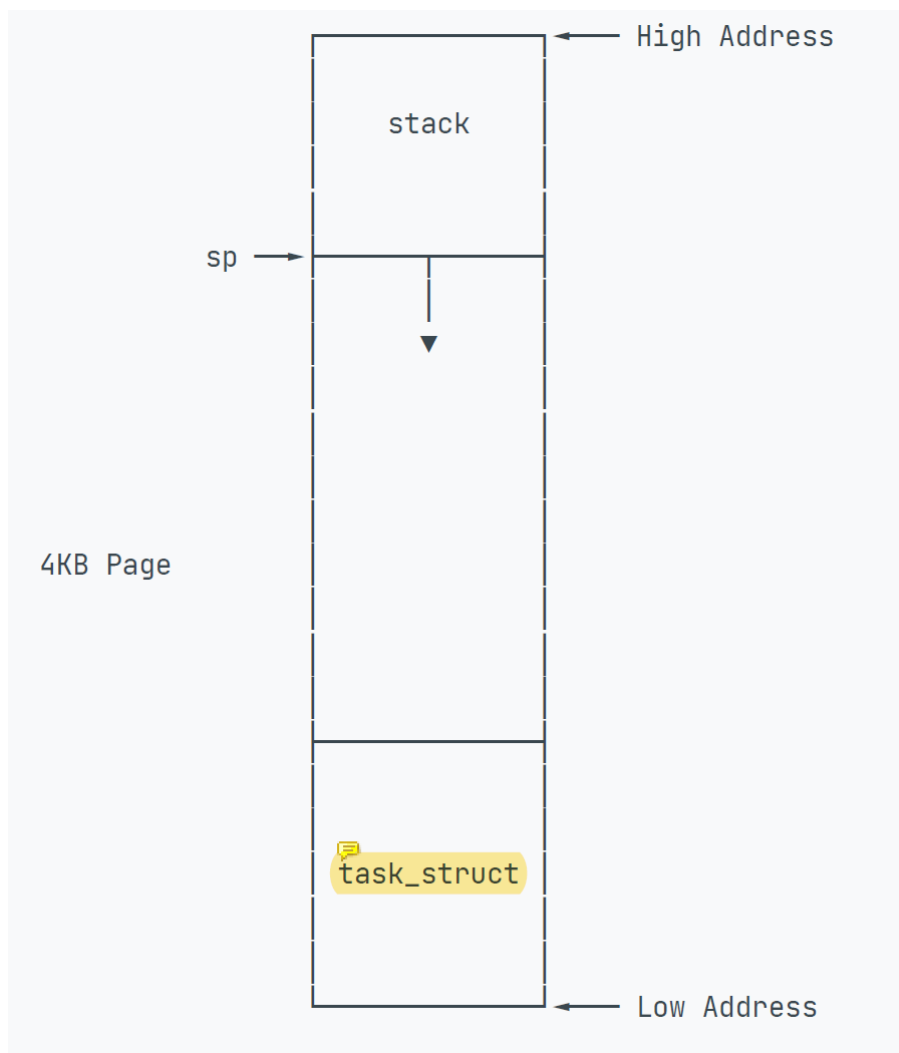 High Address
stack
sp
4KB Page
task_struct
Low Address